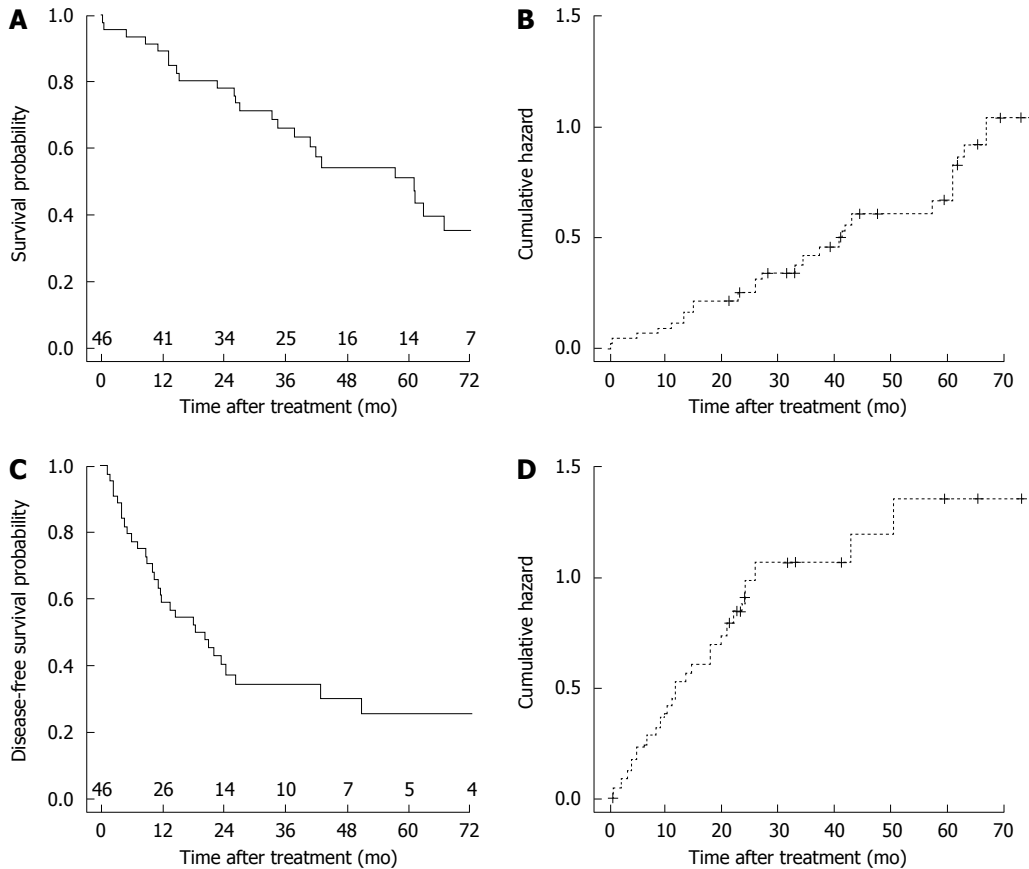 A
Survival probability
1.0
0.8
0.6
0.4
0.2
0.0
46 41 34 25 16 14 7
0 12 24 36 48 60 72
Time after treatment (mo)
B
Cumulative hazard
1.5
1.0
0.5
0.0
0 10 20 30 40 50 60 70
Time after treatment (mo)
C
Disease-free survival probability
1.0
0.8
0.6
0.4
0.2
0.0
46 26 14 10 7 5 4
0 12 24 36 48 60 72
Time after treatment (mo)
D
Cumulative hazard
1.5
1.0
0.5
0.0
0 10 20 30 40 50 60 70
Time after treatment (mo)